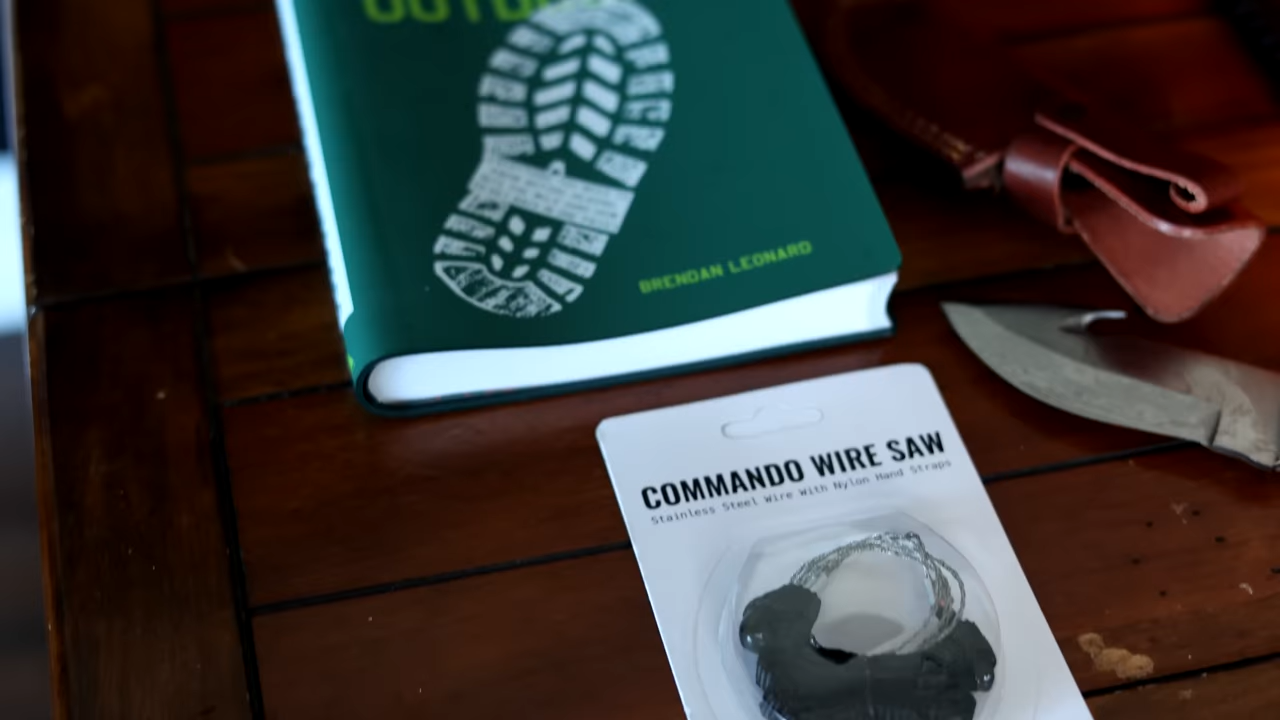 BRENDAN LEONARD
COMMANDO WIRE SAW
Stainless Steel Wire With Nylon Hand Straps